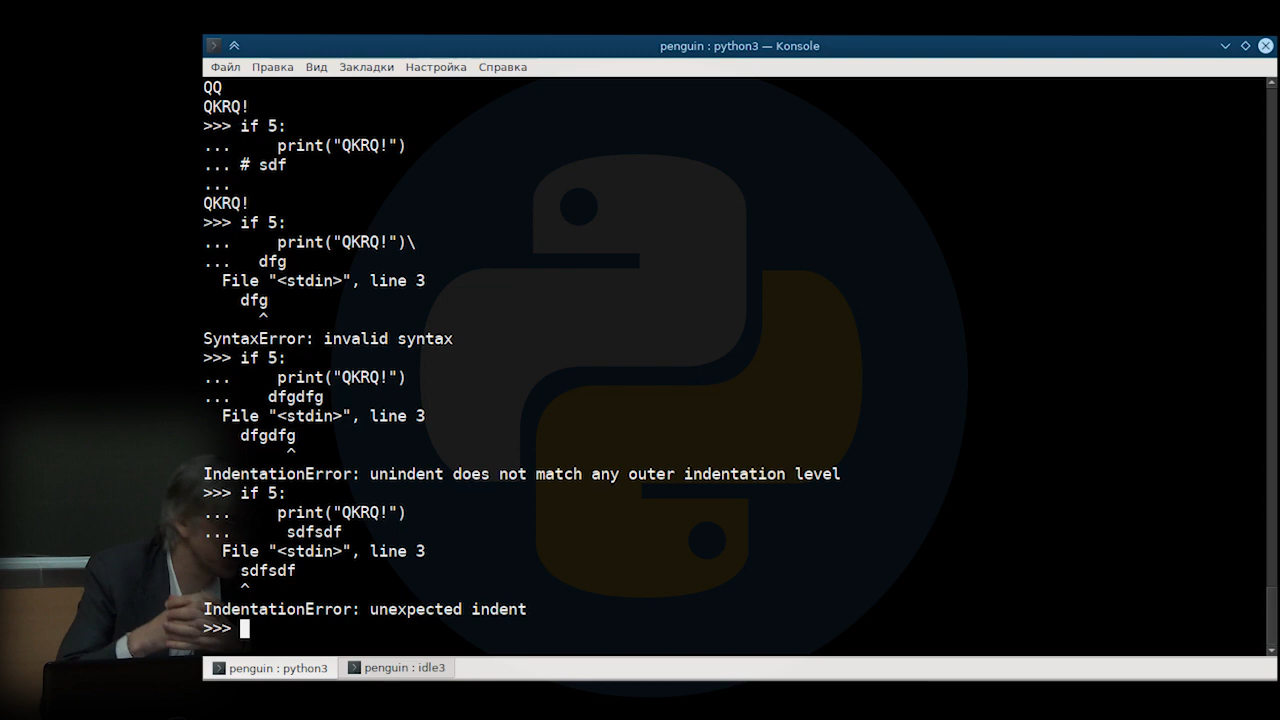 penguin : python3 — Konsole
Файл Правка Вид Закладки Настройка Справка
QQ
QKRQ!
>>> if 5:
...     print("QKRQ!")
... # sdf
...
QKRQ!
>>> if 5:
...     print("QKRQ!")\
...   dfg
  File "<stdin>", line 3
    dfg
      ^
SyntaxError: invalid syntax
>>> if 5:
...     print("QKRQ!")
...    dfgdfg
  File "<stdin>", line 3
    dfgdfg
         ^
IndentationError: unindent does not match any outer indentation level
>>> if 5:
...     print("QKRQ!")
...      sdfsdf
  File "<stdin>", line 3
    sdfsdf
    ^
IndentationError: unexpected indent
>>>
penguin : python3 penguin : idle3